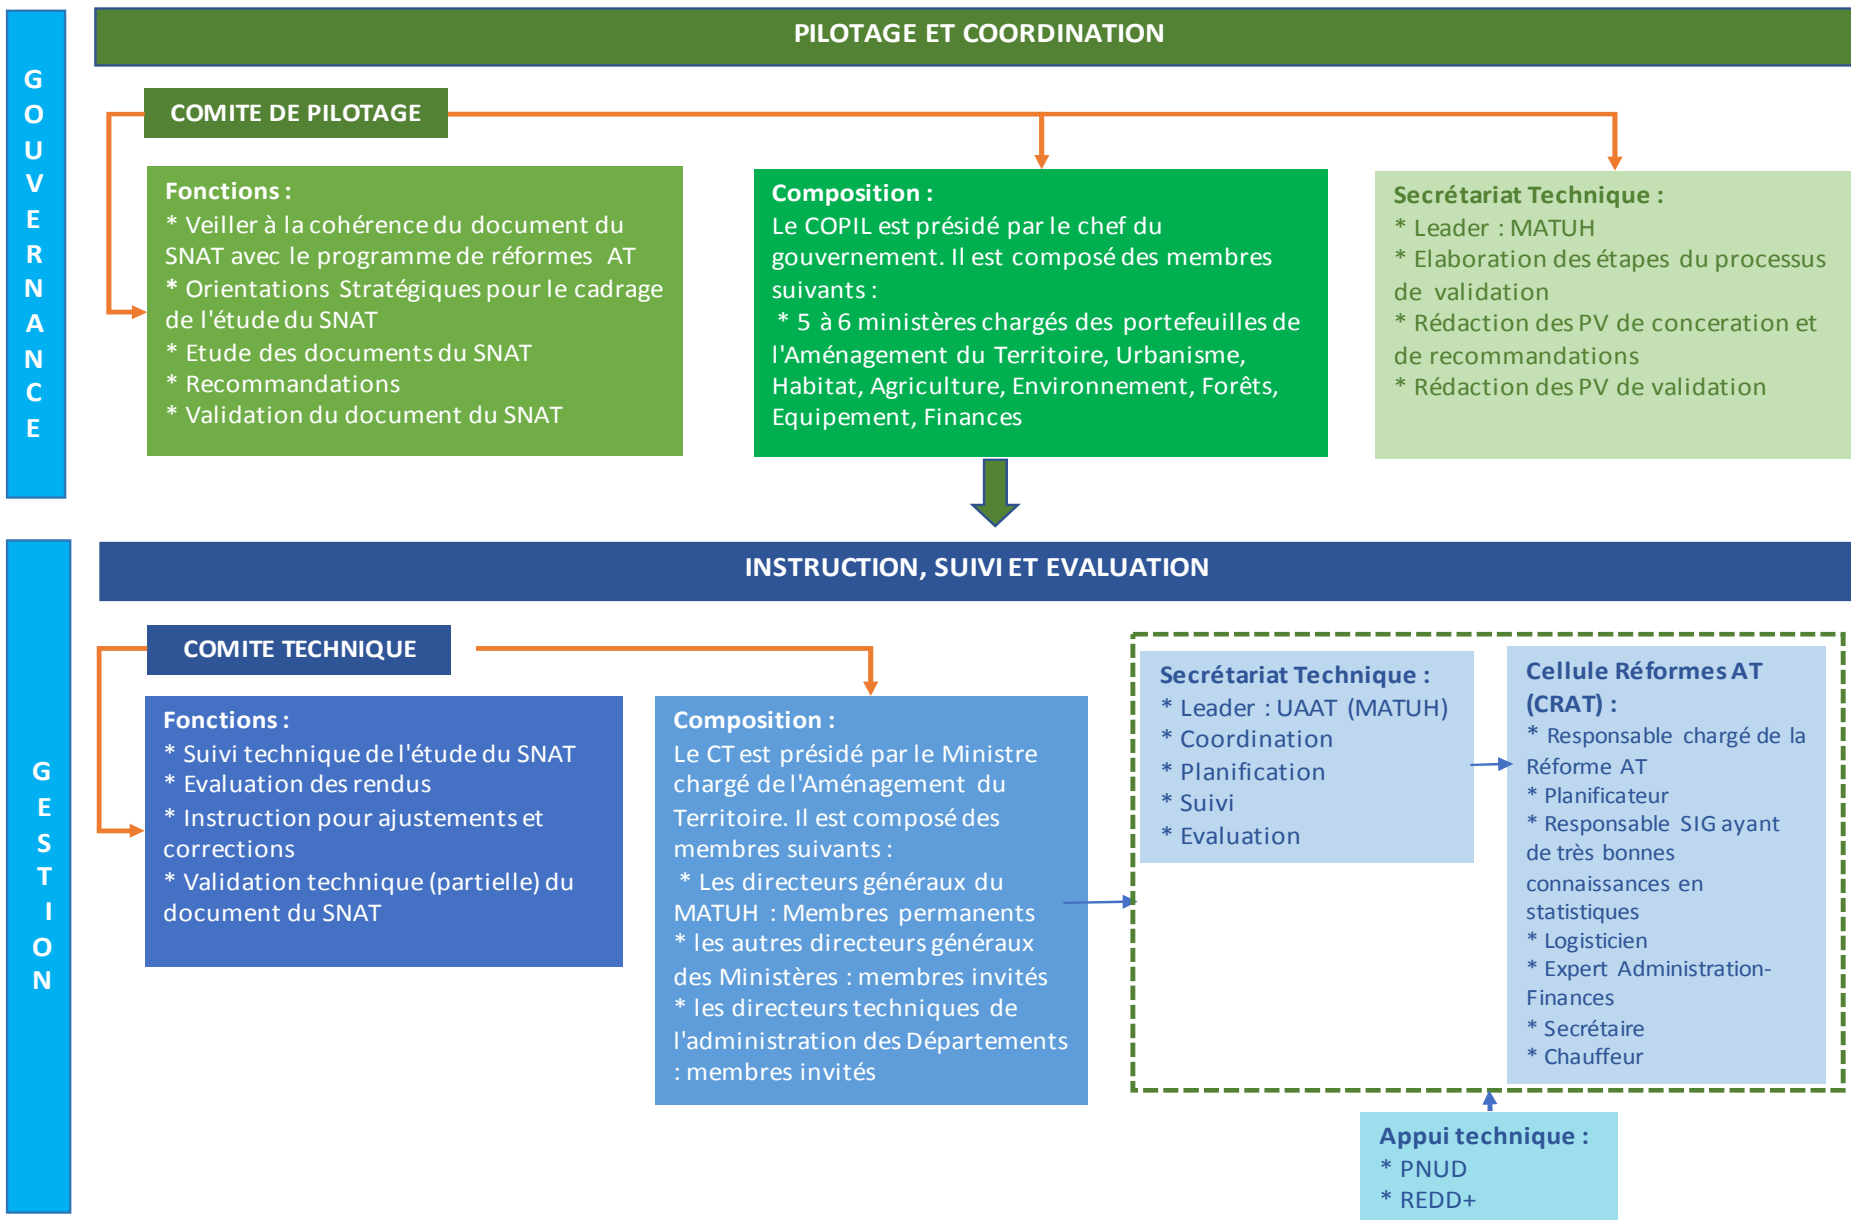 GOUVERNANCE
PILOTAGE ET COORDINATION
COMITE DE PILOTAGE
Fonctions :
* Veiller à la cohérence du document du
SNAT avec le programme de réformes AT
* Orientations Stratégiques pour le cadrage
de l'étude du SNAT
* Etude des documents du SNAT
* Recommandations
* Validation du document du SNAT
Composition :
Le COPIL est présidé par le chef du
gouvernement. Il est composé des membres
suivants :
* 5 à 6 ministères chargés des portefeuilles de
l'Aménagement du Territoire, Urbanisme,
Habitat, Agriculture, Environnement, Forêts,
Equipement, Finances
Secrétariat Technique :
* Leader : MATUH
* Elaboration des étapes du processus
de validation
* Rédaction des PV de conceration et
de recommandations
* Rédaction des PV de validation
GESTION
INSTRUCTION, SUIVI ET EVALUATION
COMITE TECHNIQUE
Fonctions :
* Suivi technique de l'étude du SNAT
* Evaluation des rendus
* Instruction pour ajustements et
corrections
* Validation technique (partielle) du
document du SNAT
Composition :
Le CT est présidé par le Ministre
chargé de l'Aménagement du
Territoire. Il est composé des
membres suivants :
* Les directeurs généraux du
MATUH : Membres permanents
* les autres directeurs généraux
des Ministères : membres invités
* les directeurs techniques de
l'administration des Départements
: membres invités
Secrétariat Technique :
* Leader : UAAT (MATUH)
* Coordination
* Planification
* Suivi
* Evaluation
Cellule Réformes AT
(CRAT) :
* Responsable chargé de la
Réforme AT
* Planificateur
* Responsable SIG ayant
de très bonnes
connaissances en
statistiques
* Logisticien
* Expert Administration-
Finances
* Secrétaire
* Chauffeur
Appui technique :
* PNUD
* REDD+